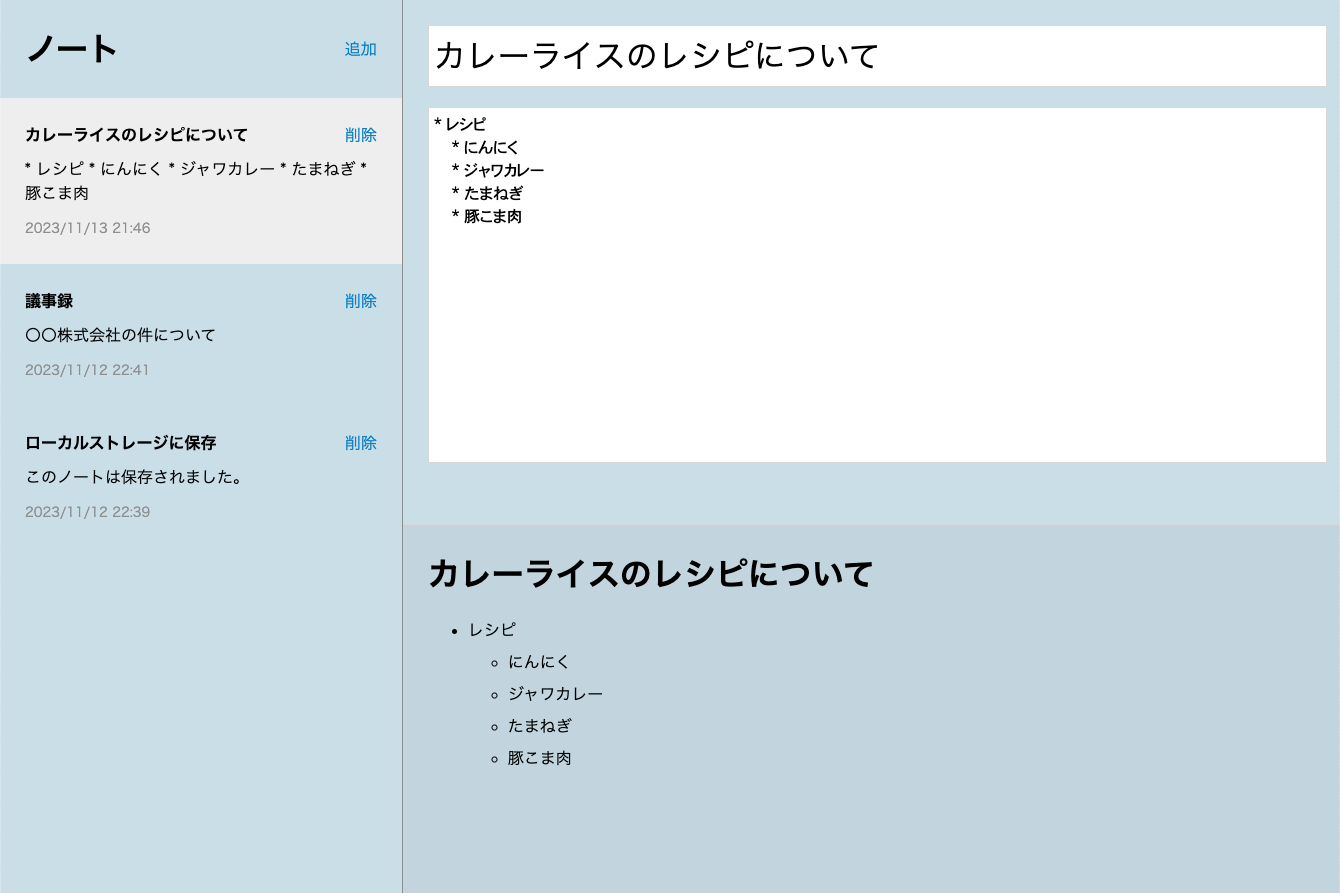 ノート
追加
カレーライスのレシピについて
削除
* レシピ * にんにく * ジャワカレー * たまねぎ *
豚こま肉
2023/11/13 21:46
議事録
削除
〇〇株式会社の件について
2023/11/12 22:41
ローカルストレージに保存
削除
このノートは保存されました。
2023/11/12 22:39
カレーライスのレシピについて
* レシピ
* にんにく
* ジャワカレー
* たまねぎ
* 豚こま肉
カレーライスのレシピについて
• レシピ
◦ にんにく
◦ ジャワカレー
◦ たまねぎ
◦ 豚こま肉